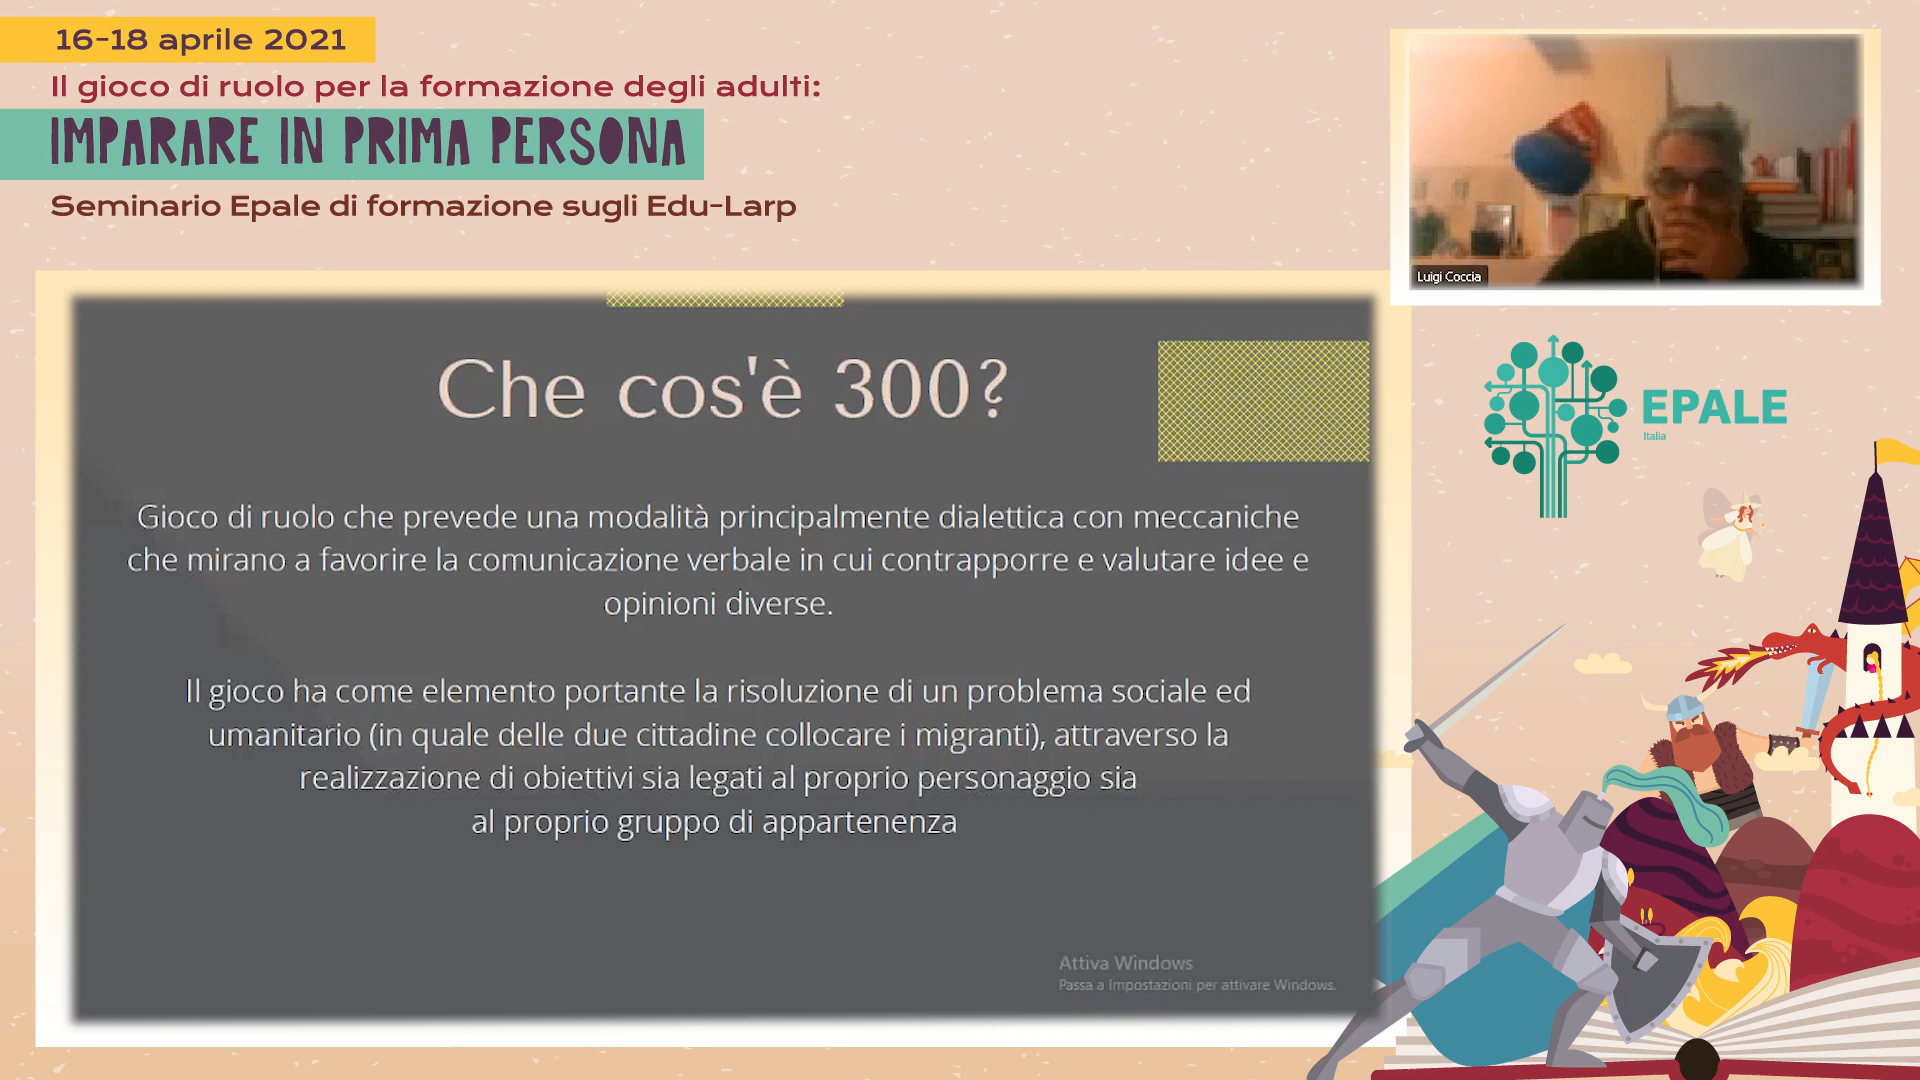 16-18 aprile 2021
Il gioco di ruolo per la formazione degli adulti:
IMPARARE IN PRIMA PERSONA
Seminario Epale di formazione sugli Edu-Larp
Luigi Coccia
EPALE
Italia
Che cos'è 300?
Gioco di ruolo che prevede una modalità principalmente dialettica con meccaniche
che mirano a favorire la comunicazione verbale in cui contrapporre e valutare idee e
opinioni diverse.
Il gioco ha come elemento portante la risoluzione di un problema sociale ed
umanitario (in quale delle due cittadine collocare i migranti), attraverso la
realizzazione di obiettivi sia legati al proprio personaggio sia
al proprio gruppo di appartenenza
Attiva Windows
Passa a Impostazioni per attivare Windows.